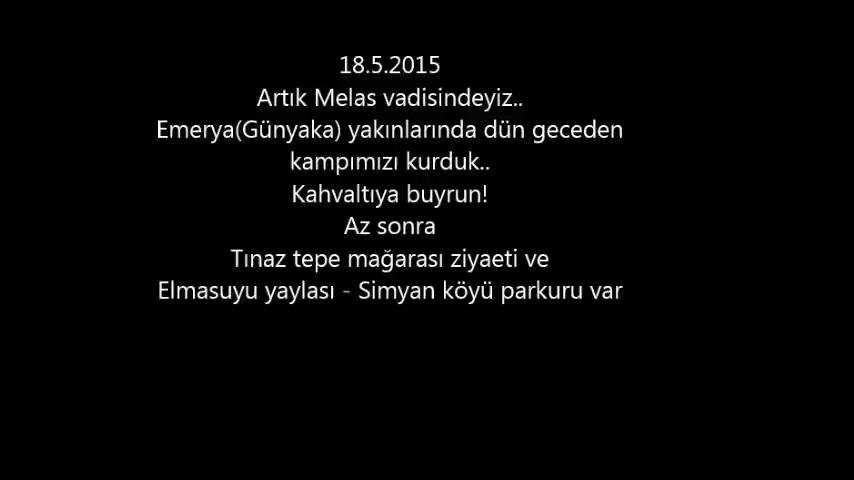 18.5.2015
Artık Melas vadisindeyiz..
Emerya(Günyaka) yakınlarında dün geceden
kampımızı kurduk..
Kahvaltıya buyrun!
Az sonra
Tınaz tepe mağarası ziyaeti ve
Elmasuyu yaylası - Simyan köyü parkuru var